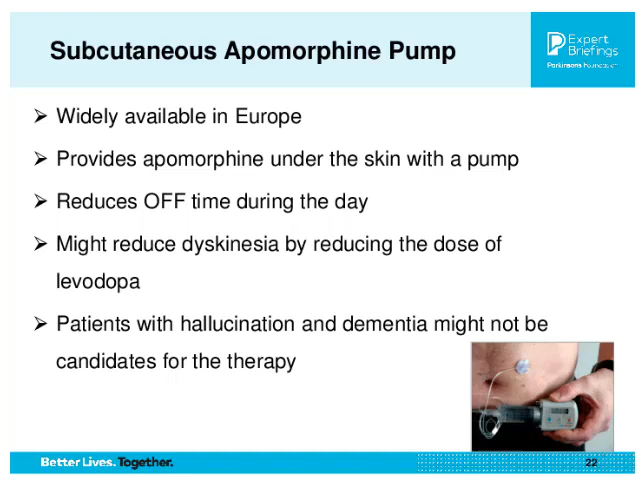 Subcutaneous Apomorphine Pump
Expert
Briefings
Parkinson's Foundation
➢ Widely available in Europe
➢ Provides apomorphine under the skin with a pump
➢ Reduces OFF time during the day
➢ Might reduce dyskinesia by reducing the dose of
levodopa
➢ Patients with hallucination and dementia might not be
candidates for the therapy
Better Lives. Together.
22